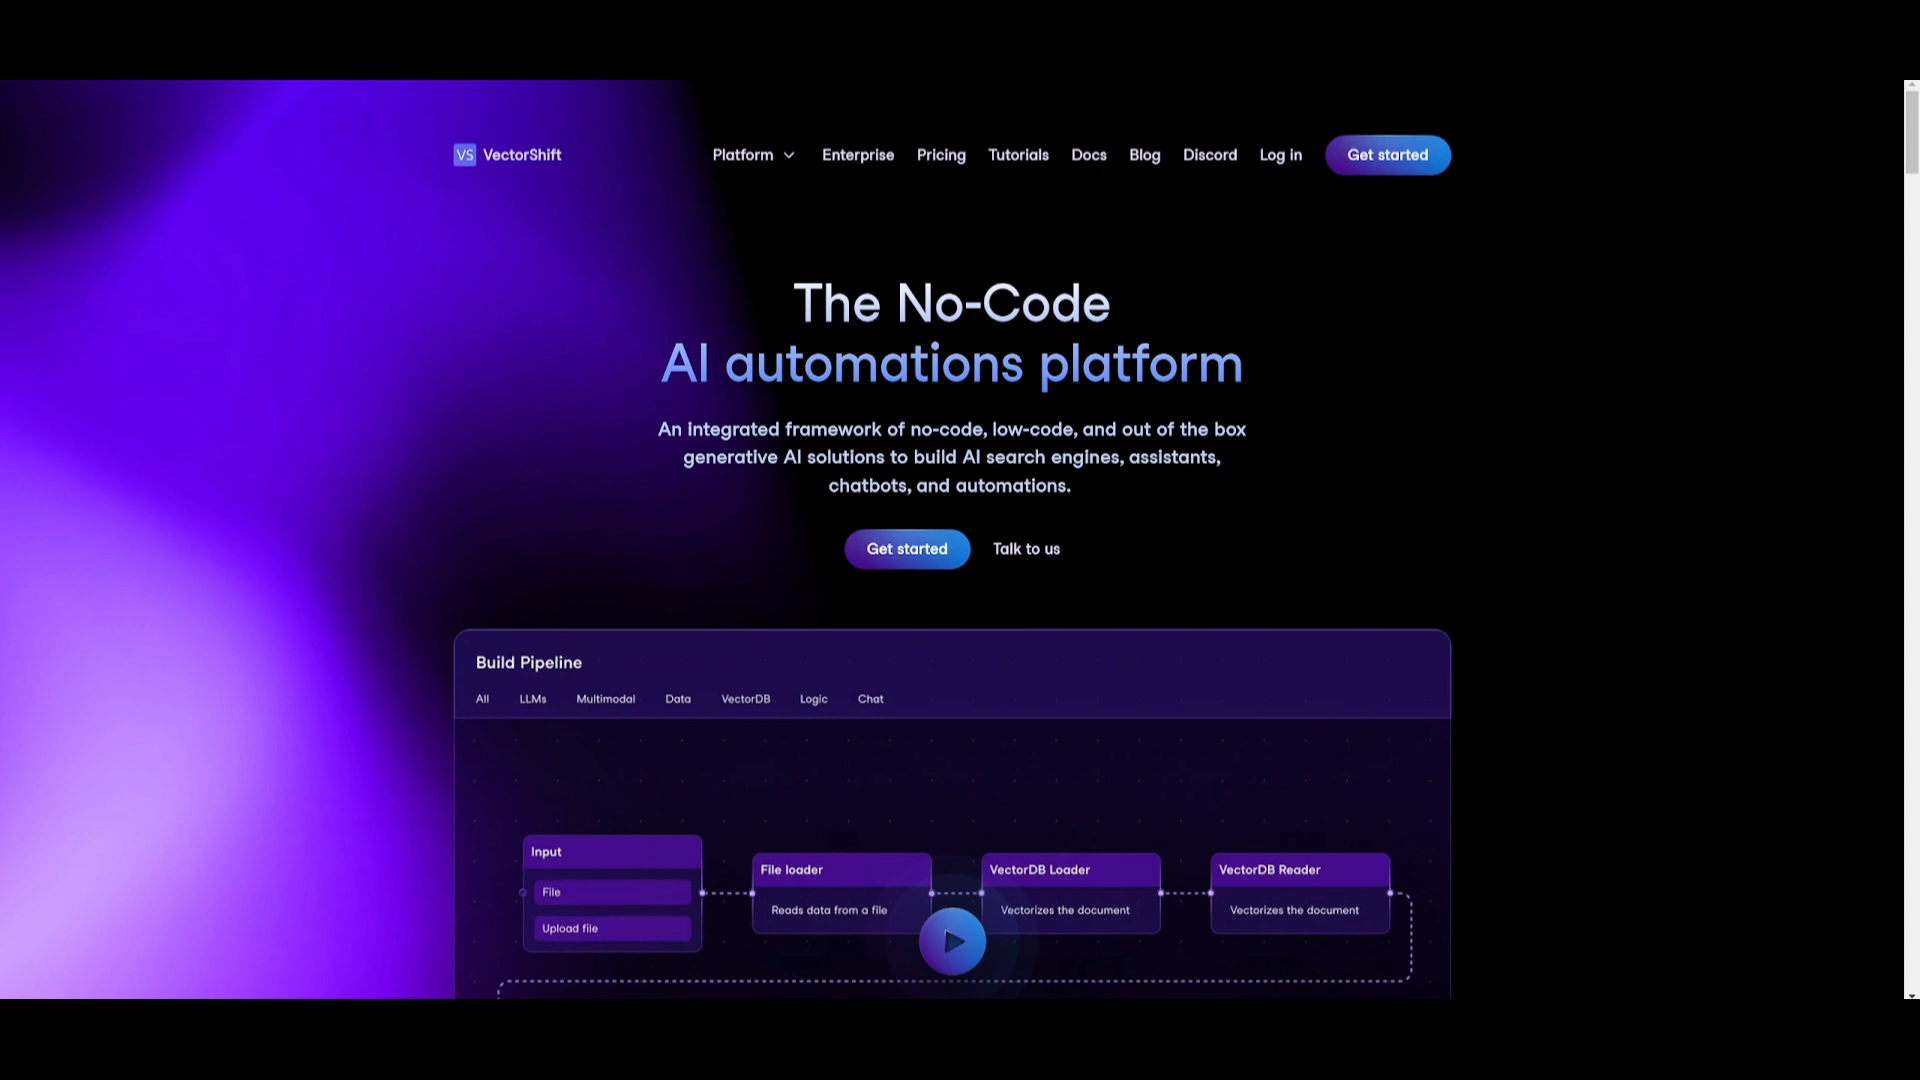 VS VectorShift
Platform Enterprise Pricing Tutorials Docs Blog Discord Log in Get started
The No-Code
AI automations platform
An integrated framework of no-code, low-code, and out of the box
generative AI solutions to build AI search engines, assistants,
chatbots, and automations.
Get started Talk to us
Build Pipeline
All LLMs Multimodal Data VectorDB Logic Chat
Input
File
Upload file
File loader
Reads data from a file
VectorDB Loader
Vectorizes the document
VectorDB Reader
Vectorizes the document